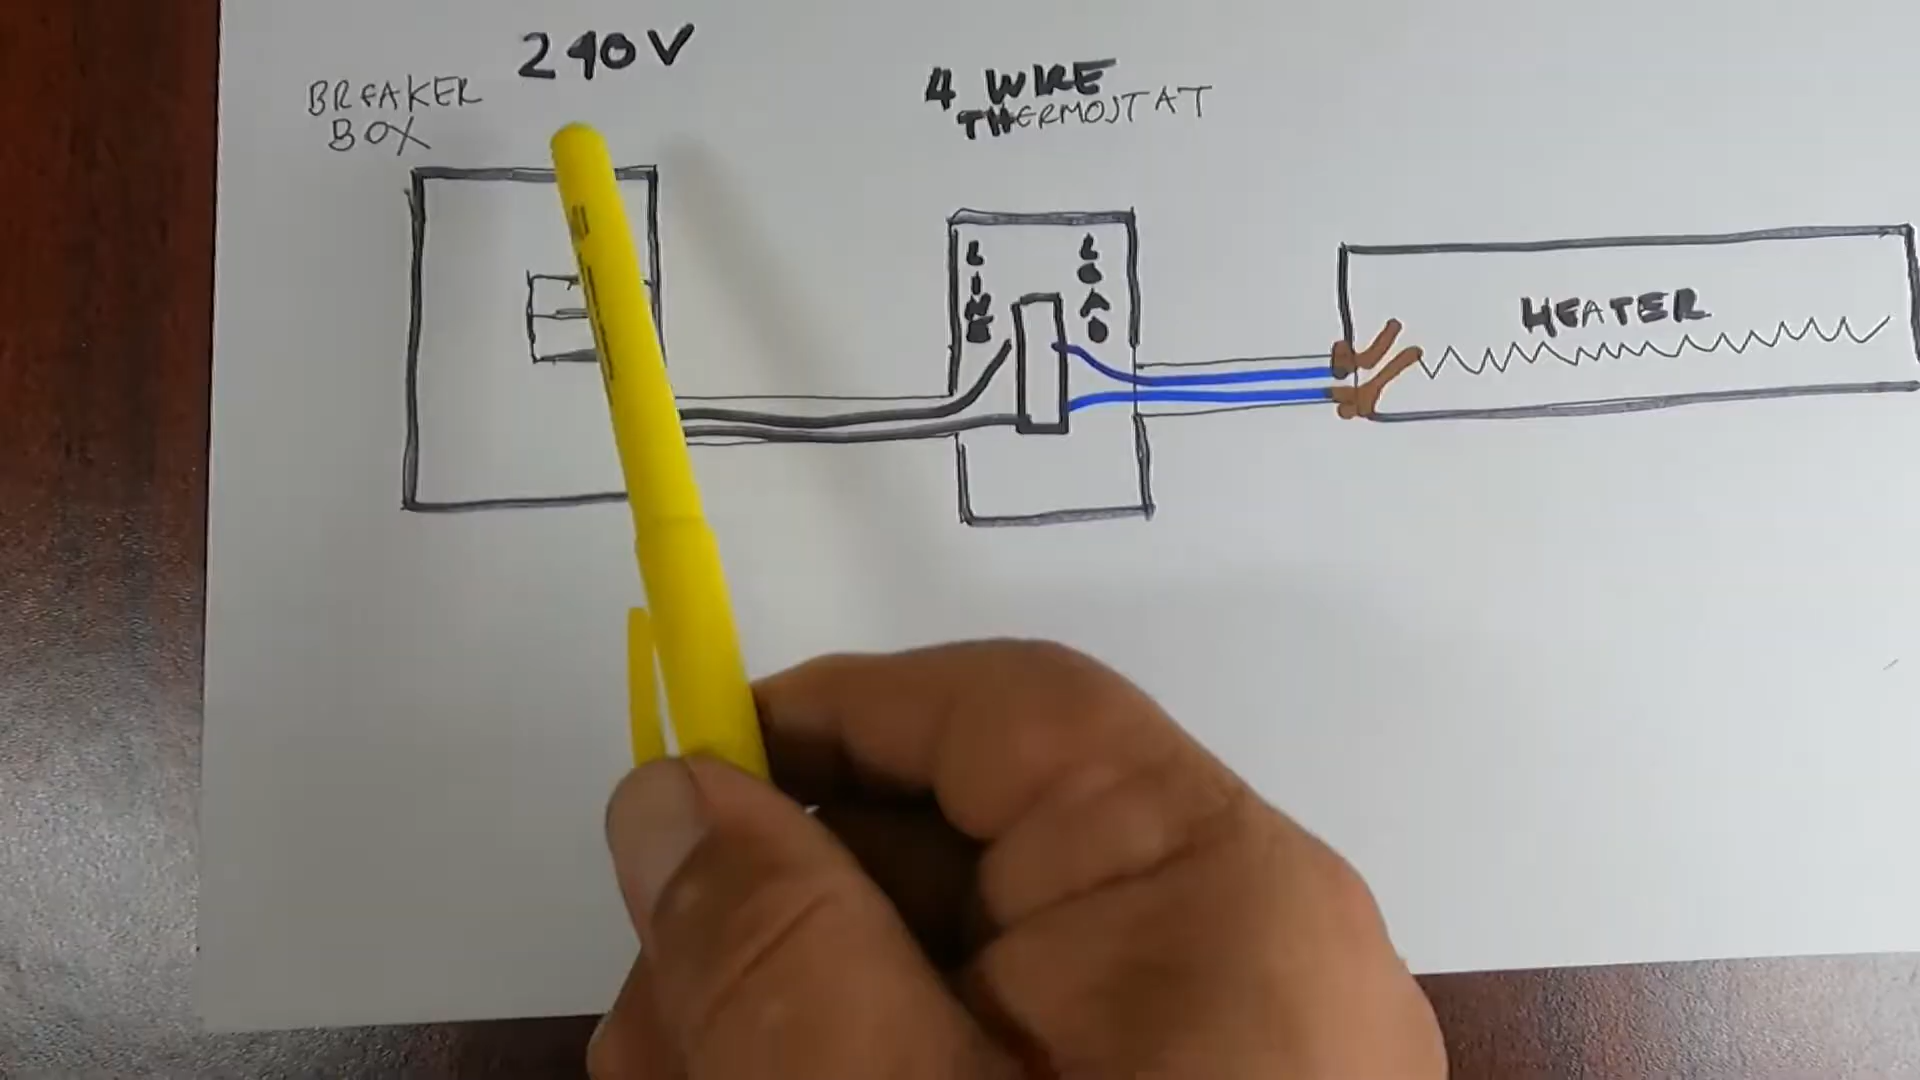 240V
BREAKER
BOX
4 WIRE
THERMOSTAT
LINE
LOAD
HEATER